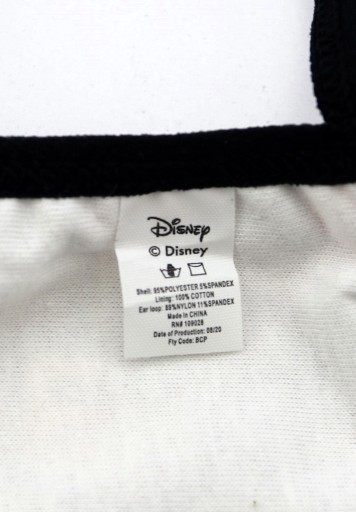 Disney
© Disney
Shell: 95%POLYESTER 5%SPANDEX
Lining: 100% COTTON
Ear loop: 89%NYLON 11%SPANDEX
Made in CHINA
RN# 109028
Date of Production: 08/20
Fty Code: BCP